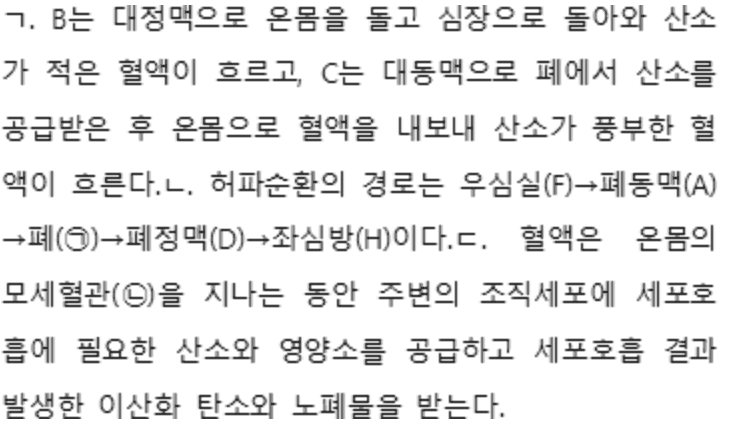 ㄱ. B는 대정맥으로 온몸을 돌고 심장으로 돌아와 산소
가 적은 혈액이 흐르고, C는 대동맥으로 폐에서 산소를
공급받은 후 온몸으로 혈액을 내보내 산소가 풍부한 혈
액이 흐른다.ㄴ. 허파순환의 경로는 우심실(F)→폐동맥(A)
→폐(㉠)→폐정맥(D)→좌심방(H)이다.ㄷ. 혈액은 온몸의
모세혈관(㉡)을 지나는 동안 주변의 조직세포에 세포호
흡에 필요한 산소와 영양소를 공급하고 세포호흡 결과
발생한 이산화 탄소와 노폐물을 받는다.